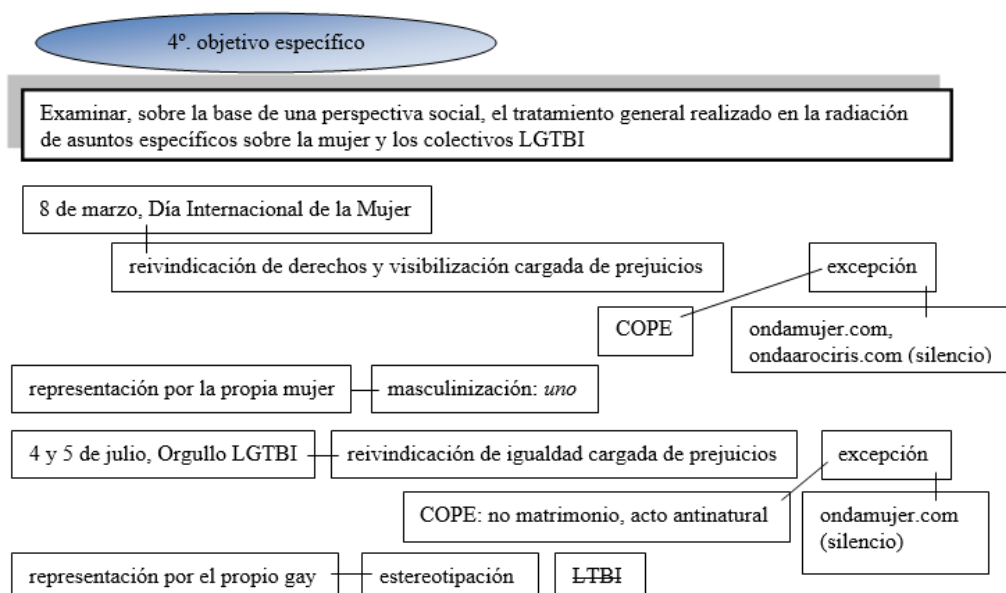 4º. objetivo específico
Examinar, sobre la base de una perspectiva social, el tratamiento general realizado en la radiación
de asuntos específicos sobre la mujer y los colectivos LGTBI
8 de marzo, Día Internacional de la Mujer
reivindicación de derechos y visibilización cargada de prejuicios
excepción
COPE
ondamujer.com,
ondaarociris.com (silencio)
representación por la propia mujer
masculinización: uno
4 y 5 de julio, Orgullo LGTBI
reivindicación de igualdad cargada de prejuicios
excepción
COPE: no matrimonio, acto antinatural
ondamujer.com
(silencio)
representación por el propio gay
estereotipación
LTBI